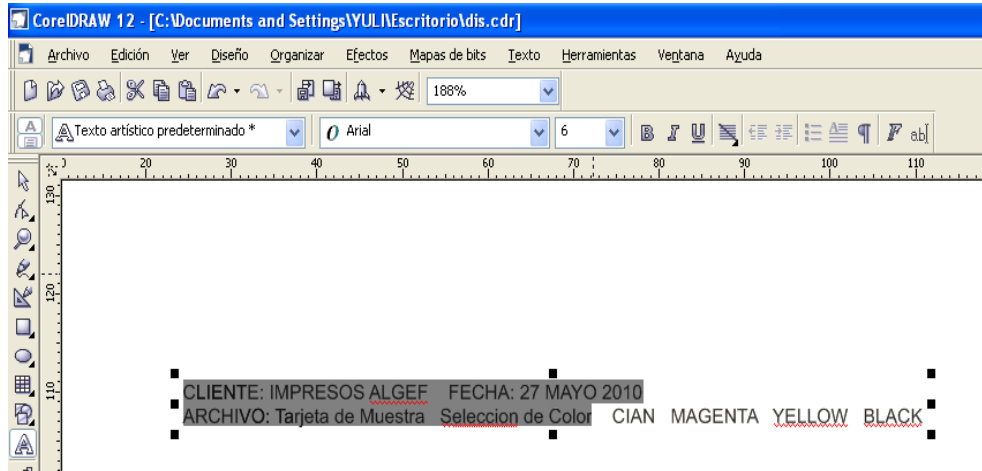 CorelDRAW 12 - [C:\Documents and Settings\YULI\Escritorio\dis.cdr]
Archivo Edición Ver Diseño Organizar Efectos Mapas de bits Texto Herramientas Ventana Ayuda
188%
Texto artístico predeterminado * O Arial 6 B I U F ab
20 30 40 50 60 70 80 90 100 110
130
120
110
CLIENTE: IMPRESOS ALGEF FECHA: 27 MAYO 2010
ARCHIVO: Tarjeta de Muestra Seleccion de Color CIAN MAGENTA YELLOW BLACK